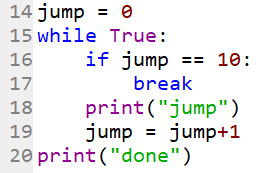 14 jump = 0
15 while True:
16     if jump == 10:
17         break
18     print("jump")
19     jump = jump+1
20 print("done")